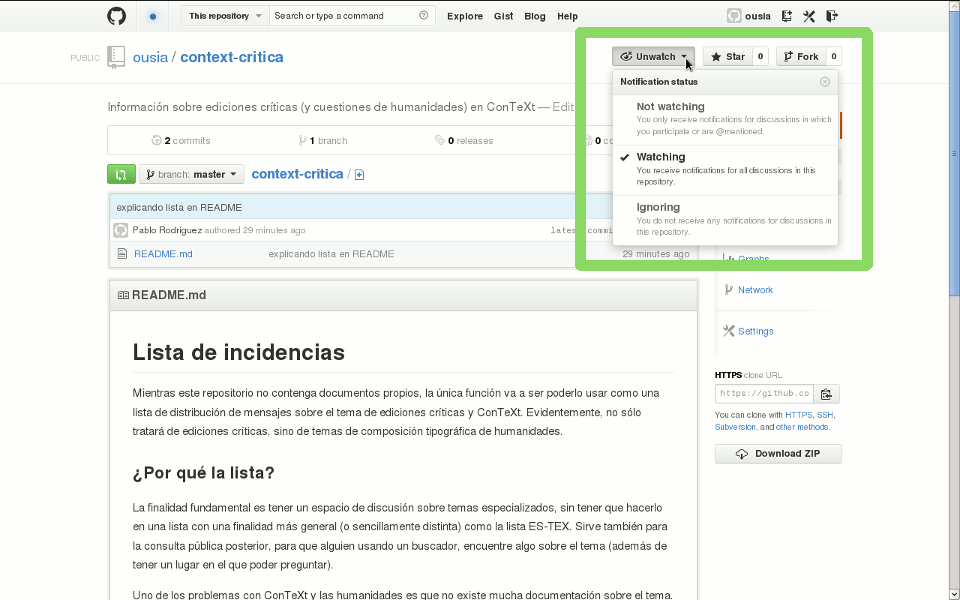 This repository
Search or type a command
Explore Gist Blog Help
ousia
PUBLIC ousia / context-critica
Unwatch
Star 0
Fork 0
Información sobre ediciones críticas (y cuestiones de humanidades) en ConTeXt — Edit
2 commits
1 branch
0 releases
0
branch: master
context-critica /
explicando lista en README
Pablo Rodríguez authored 29 minutes ago
README.md explicando lista en README 29 minutes ago
Notification status
Not watching
You only receive notifications for discussions in which
you participate or are @mentioned.
Watching
You receive notifications for all discussions in this
repository.
Ignoring
You do not receive any notifications for discussions in
this repository.
Graphs
Network
Settings
HTTPS clone URL
https://github.co
You can clone with HTTPS, SSH,
Subversion, and other methods.
Download ZIP
README.md
Lista de incidencias
Mientras este repositorio no contenga documentos propios, la única función va a ser poderlo usar como una
lista de distribución de mensajes sobre el tema de ediciones críticas y ConTeXt. Evidentemente, no sólo
tratará de ediciones críticas, sino de temas de composición tipográfica de humanidades.
¿Por qué la lista?
La finalidad fundamental es tener un espacio de discusión sobre temas especializados, sin tener que hacerlo
en una lista con una finalidad más general (o sencillamente distinta) como la lista ES-TEX. Sirve también para
la consulta pública posterior, para que alguien usando un buscador, encuentre algo sobre el tema (además de
tener un lugar en el que poder preguntar).
Uno de los problemas con ConTeXt y las humanidades es que no existe mucha documentación sobre el tema.